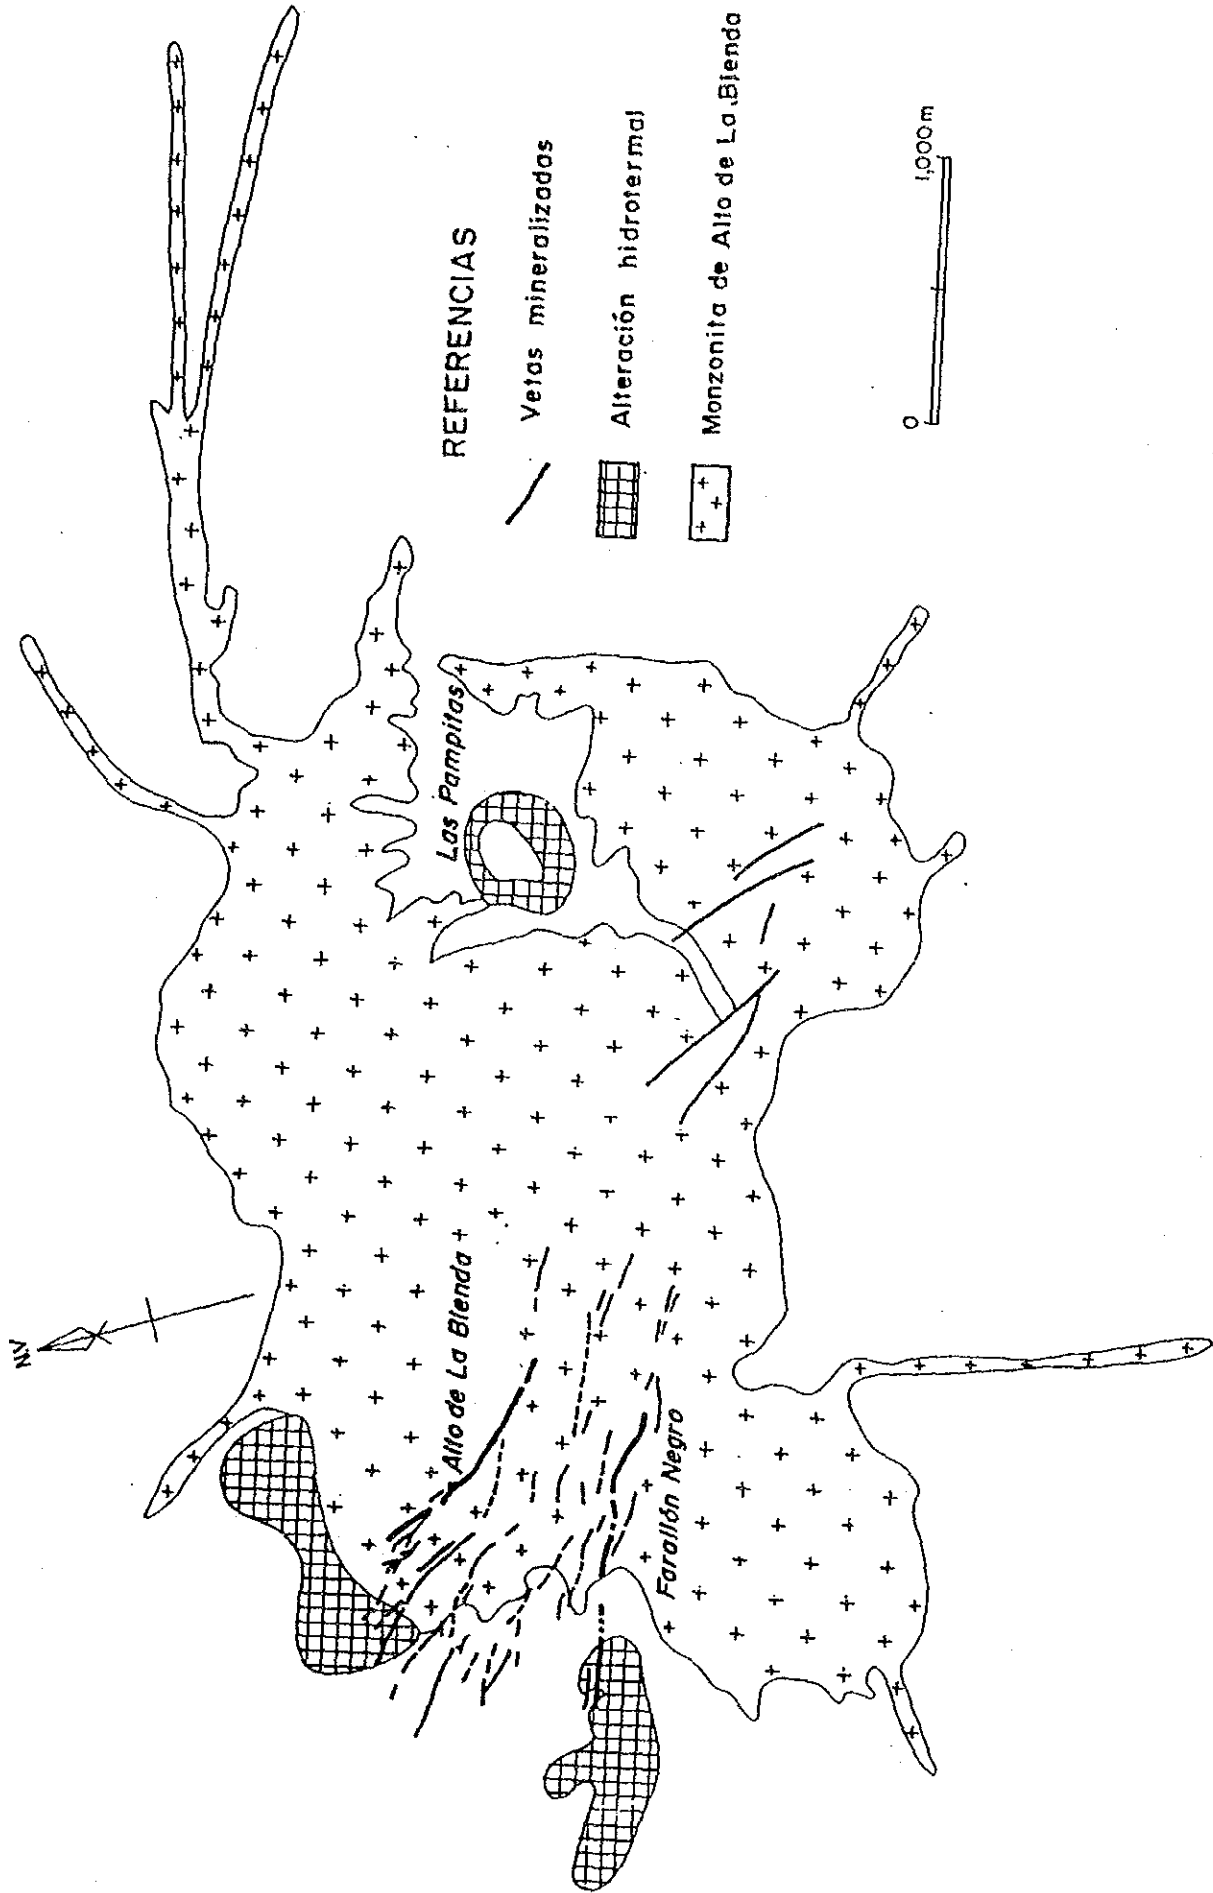 N.V
Alto de La Blenda
Las Pampitas
Farallón Negro
REFERENCIAS
Vetas mineralizadas
Alteración hidrotermal
Monzonita de Alto de La Blenda
0
1,000m